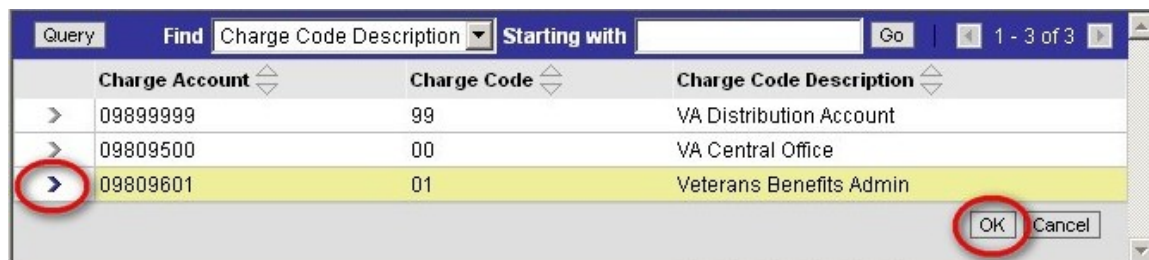 Query Find Charge Code Description Starting with Go 1 - 3 of 3
Charge Account Charge Code Charge Code Description
09899999 99 VA Distribution Account
09809500 00 VA Central Office
09809601 01 Veterans Benefits Admin
OK Cancel